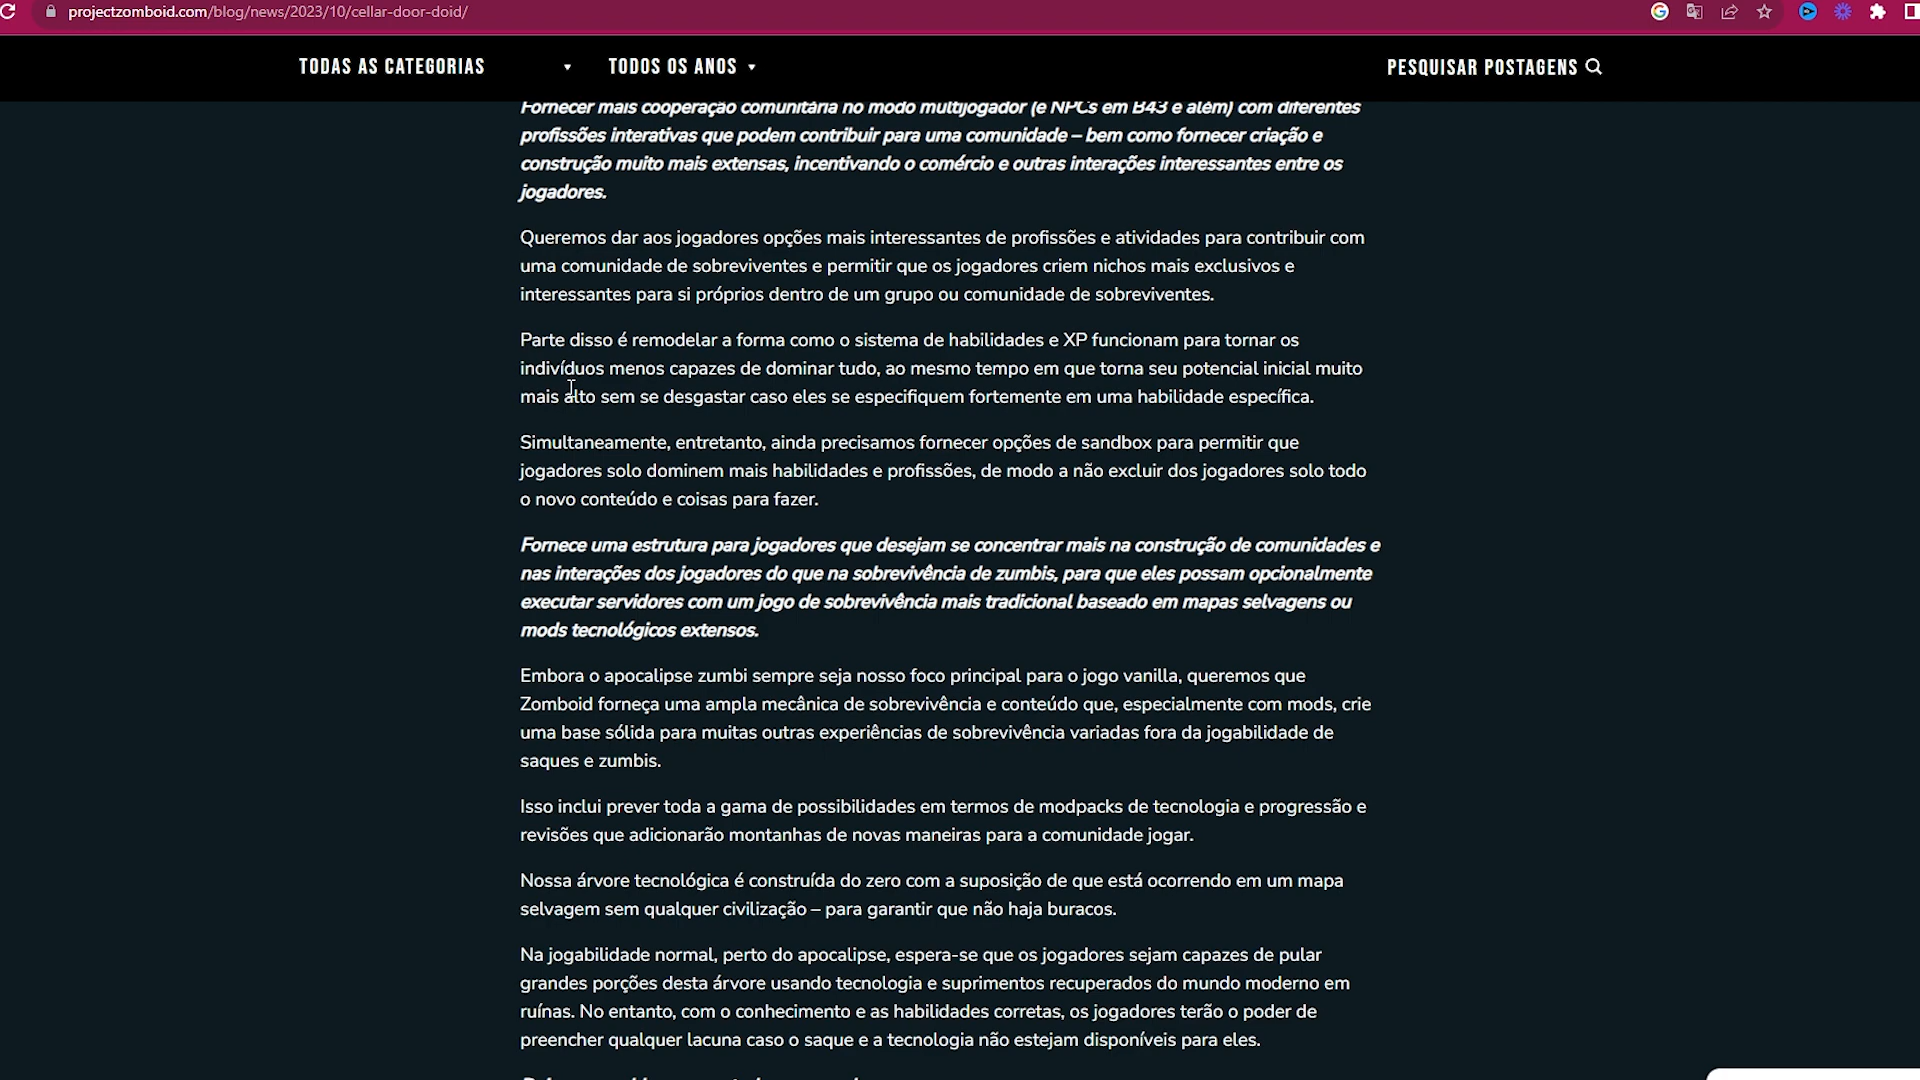 projectzomboid.com/blog/news/2023/10/cellar-door-doid/
TODAS AS CATEGORIAS TODOS OS ANOS PESQUISAR POSTAGENS
Fornecer mais cooperação comunitária no modo multijogador (e NPCs em B43 e além) com diferentes
profissões interativas que podem contribuir para uma comunidade – bem como fornecer criação e
construção muito mais extensas, incentivando o comércio e outras interações interessantes entre os
jogadores.
Queremos dar aos jogadores opções mais interessantes de profissões e atividades para contribuir com
uma comunidade de sobreviventes e permitir que os jogadores criem nichos mais exclusivos e
interessantes para si próprios dentro de um grupo ou comunidade de sobreviventes.
Parte disso é remodelar a forma como o sistema de habilidades e XP funcionam para tornar os
indivíduos menos capazes de dominar tudo, ao mesmo tempo em que torna seu potencial inicial muito
mais alto sem se desgastar caso eles se especifiquem fortemente em uma habilidade específica.
Simultaneamente, entretanto, ainda precisamos fornecer opções de sandbox para permitir que
jogadores solo dominem mais habilidades e profissões, de modo a não excluir dos jogadores solo todo
o novo conteúdo e coisas para fazer.
Fornece uma estrutura para jogadores que desejam se concentrar mais na construção de comunidades e
nas interações dos jogadores do que na sobrevivência de zumbis, para que eles possam opcionalmente
executar servidores com um jogo de sobrevivência mais tradicional baseado em mapas selvagens ou
mods tecnológicos extensos.
Embora o apocalipse zumbi sempre seja nosso foco principal para o jogo vanilla, queremos que
Zomboid forneça uma ampla mecânica de sobrevivência e conteúdo que, especialmente com mods, crie
uma base sólida para muitas outras experiências de sobrevivência variadas fora da jogabilidade de
saques e zumbis.
Isso inclui prever toda a gama de possibilidades em termos de modpacks de tecnologia e progressão e
revisões que adicionarão montanhas de novas maneiras para a comunidade jogar.
Nossa árvore tecnológica é construída do zero com a suposição de que está ocorrendo em um mapa
selvagem sem qualquer civilização – para garantir que não haja buracos.
Na jogabilidade normal, perto do apocalipse, espera-se que os jogadores sejam capazes de pular
grandes porções desta árvore usando tecnologia e suprimentos recuperados do mundo moderno em
ruínas. No entanto, com o conhecimento e as habilidades corretas, os jogadores terão o poder de
preencher qualquer lacuna caso o saque e a tecnologia não estejam disponíveis para eles.